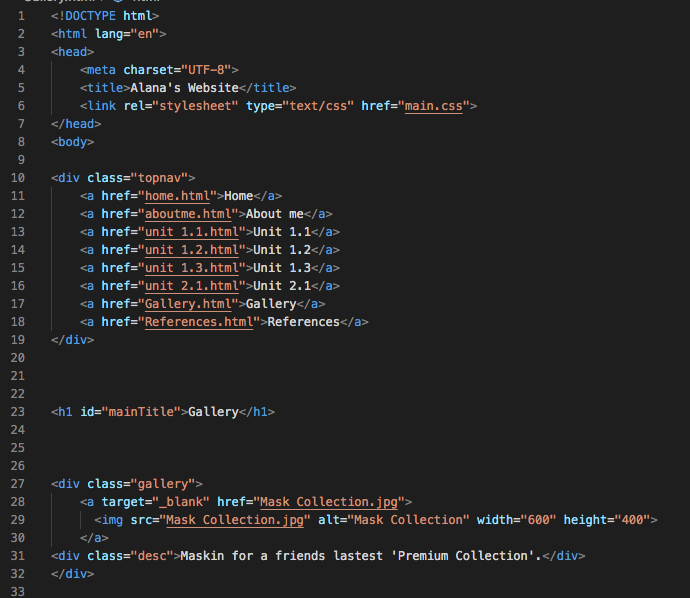 1 <!DOCTYPE html>
2 <html lang="en">
3 <head>
4 <meta charset="UTF-8">
5 <title>Alana's Website</title>
6 <link rel="stylesheet" type="text/css" href="main.css">
7 </head>
8 <body>
9
10 <div class="topnav">
11 <a href="home.html">Home</a>
12 <a href="aboutme.html">About me</a>
13 <a href="unit 1.1.html">Unit 1.1</a>
14 <a href="unit 1.2.html">Unit 1.2</a>
15 <a href="unit 1.3.html">Unit 1.3</a>
16 <a href="unit 2.1.html">Unit 2.1</a>
17 <a href="Gallery.html">Gallery</a>
18 <a href="References.html">References</a>
19 </div>
20
21
22
23 <h1 id="mainTitle">Gallery</h1>
24
25
26
27 <div class="gallery">
28 <a target="_blank" href="Mask Collection.jpg">
29 <img src="Mask Collection.jpg" alt="Mask Collection" width="600" height="400">
30 </a>
31 <div class="desc">Maskin for a friends lastest 'Premium Collection'.</div>
32 </div>
33